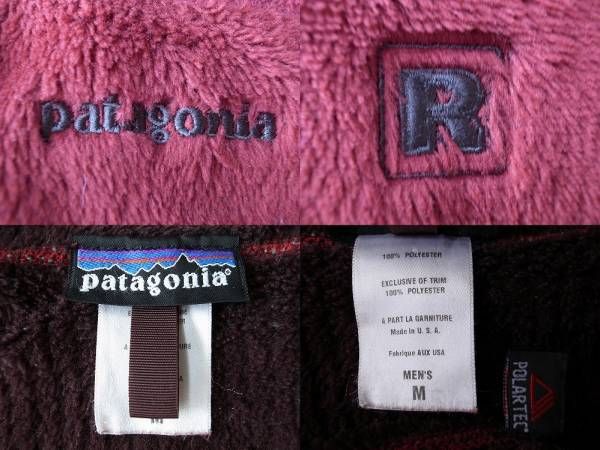 patagonia
R
patagonia®
M
100% POLYESTER
EXCLUSIVE OF TRIM
100% POLYESTER
A PART LA GARNITURE
Made in U. S. A.
Fabrique AUX USA
MEN'S
M
POLARTEC